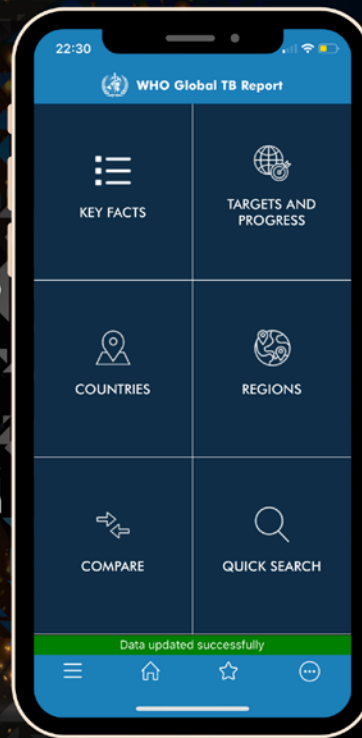 22:30
WHO Global TB Report
KEY FACTS
TARGETS AND
PROGRESS
COUNTRIES
REGIONS
COMPARE
QUICK SEARCH
Data updated successfully